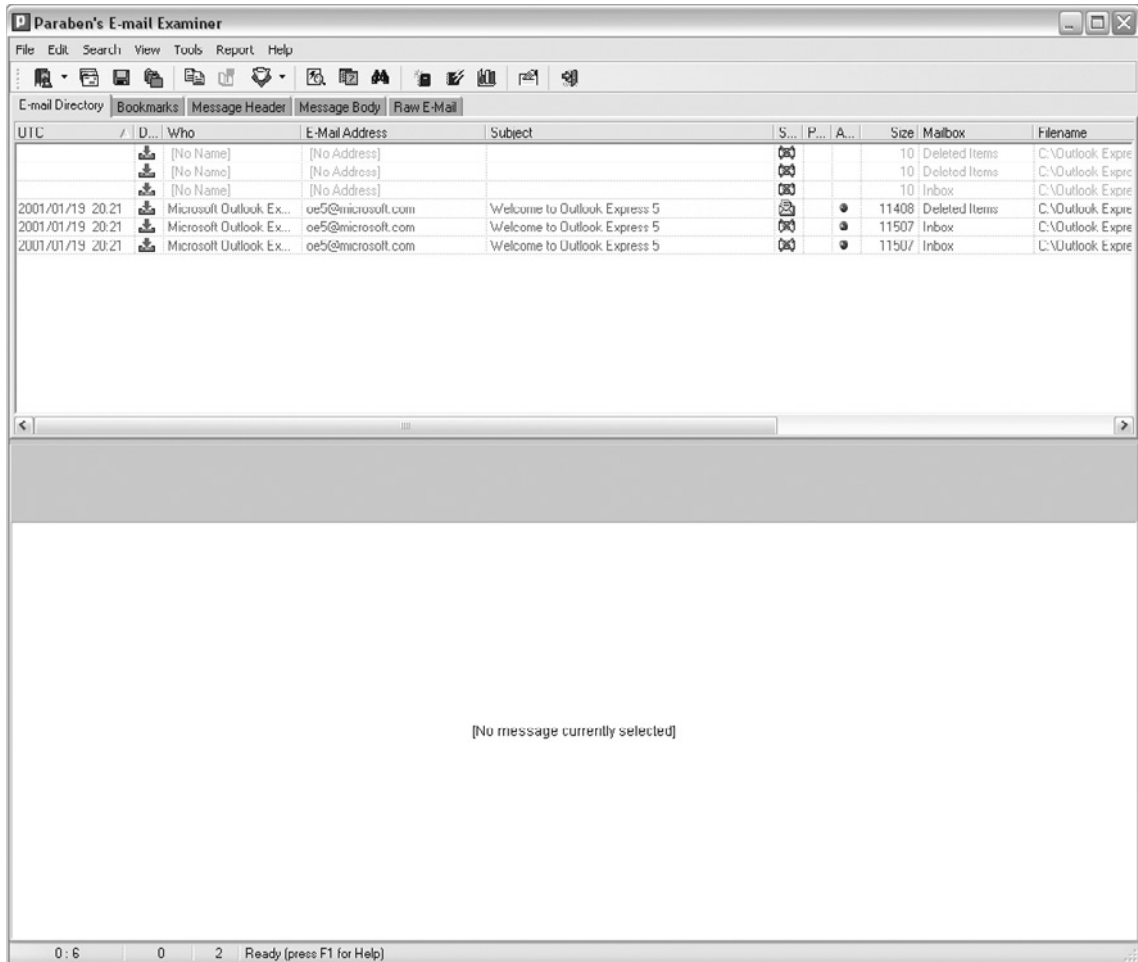 Paraben's E-mail Examiner
File Edit Search View Tools Report Help
E-mail Directory Bookmarks Message Header Message Body Raw E-Mail
UTC D... Who E-Mail Address Subject S... P... A... Size Mailbox Filename
[No Name] [No Address] 10 Deleted Items C:\Outlook Expre
[No Name] [No Address] 10 Deleted Items C:\Outlook Expre
[No Name] [No Address] 10 Inbox C:\Outlook Expre
2001/01/19 20:21 Microsoft Outlook Ex... oe5@microsoft.com Welcome to Outlook Express 5 11408 Deleted Items C:\Outlook Expre
2001/01/19 20:21 Microsoft Outlook Ex... oe5@microsoft.com Welcome to Outlook Express 5 11507 Inbox C:\Outlook Expre
2001/01/19 20:21 Microsoft Outlook Ex... oe5@microsoft.com Welcome to Outlook Express 5 11507 Inbox C:\Outlook Expre
[No message currently selected]
0 : 6 0 2 Ready (press F1 for Help)